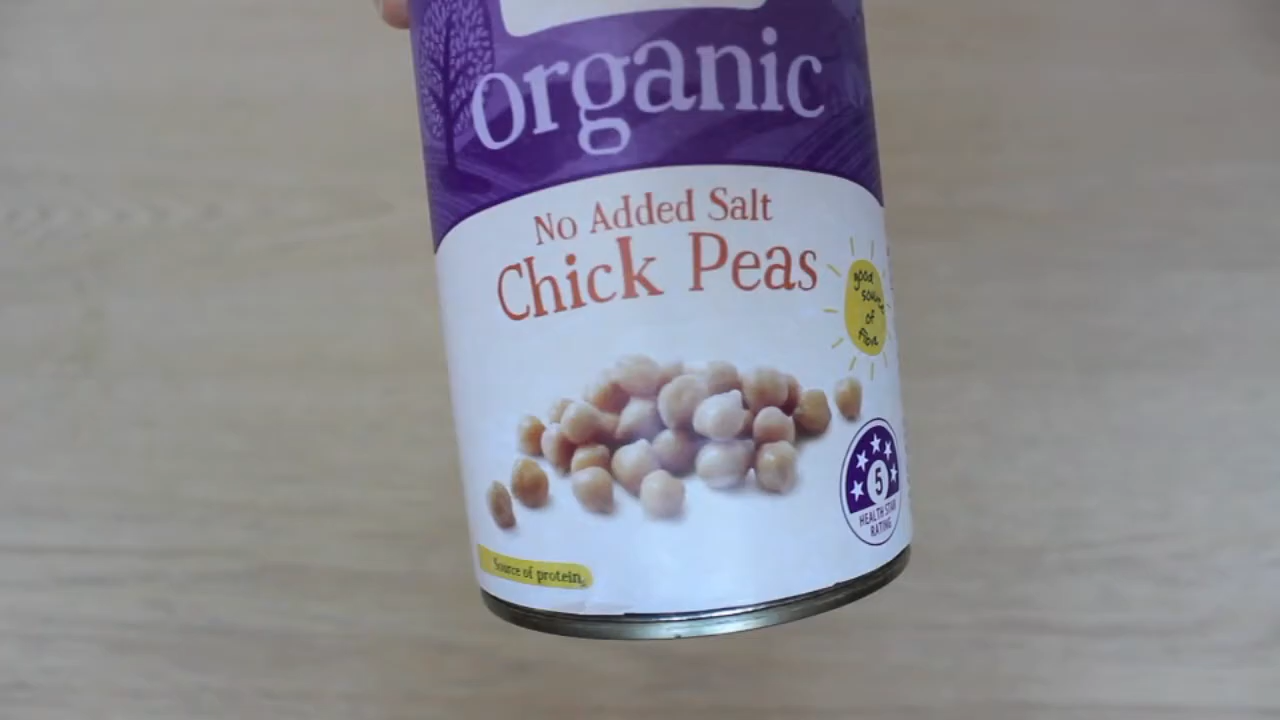 organic
No Added Salt
Chick Peas
good
source
of
fibre
5
HEALTH STAR
RATING
Source of protein